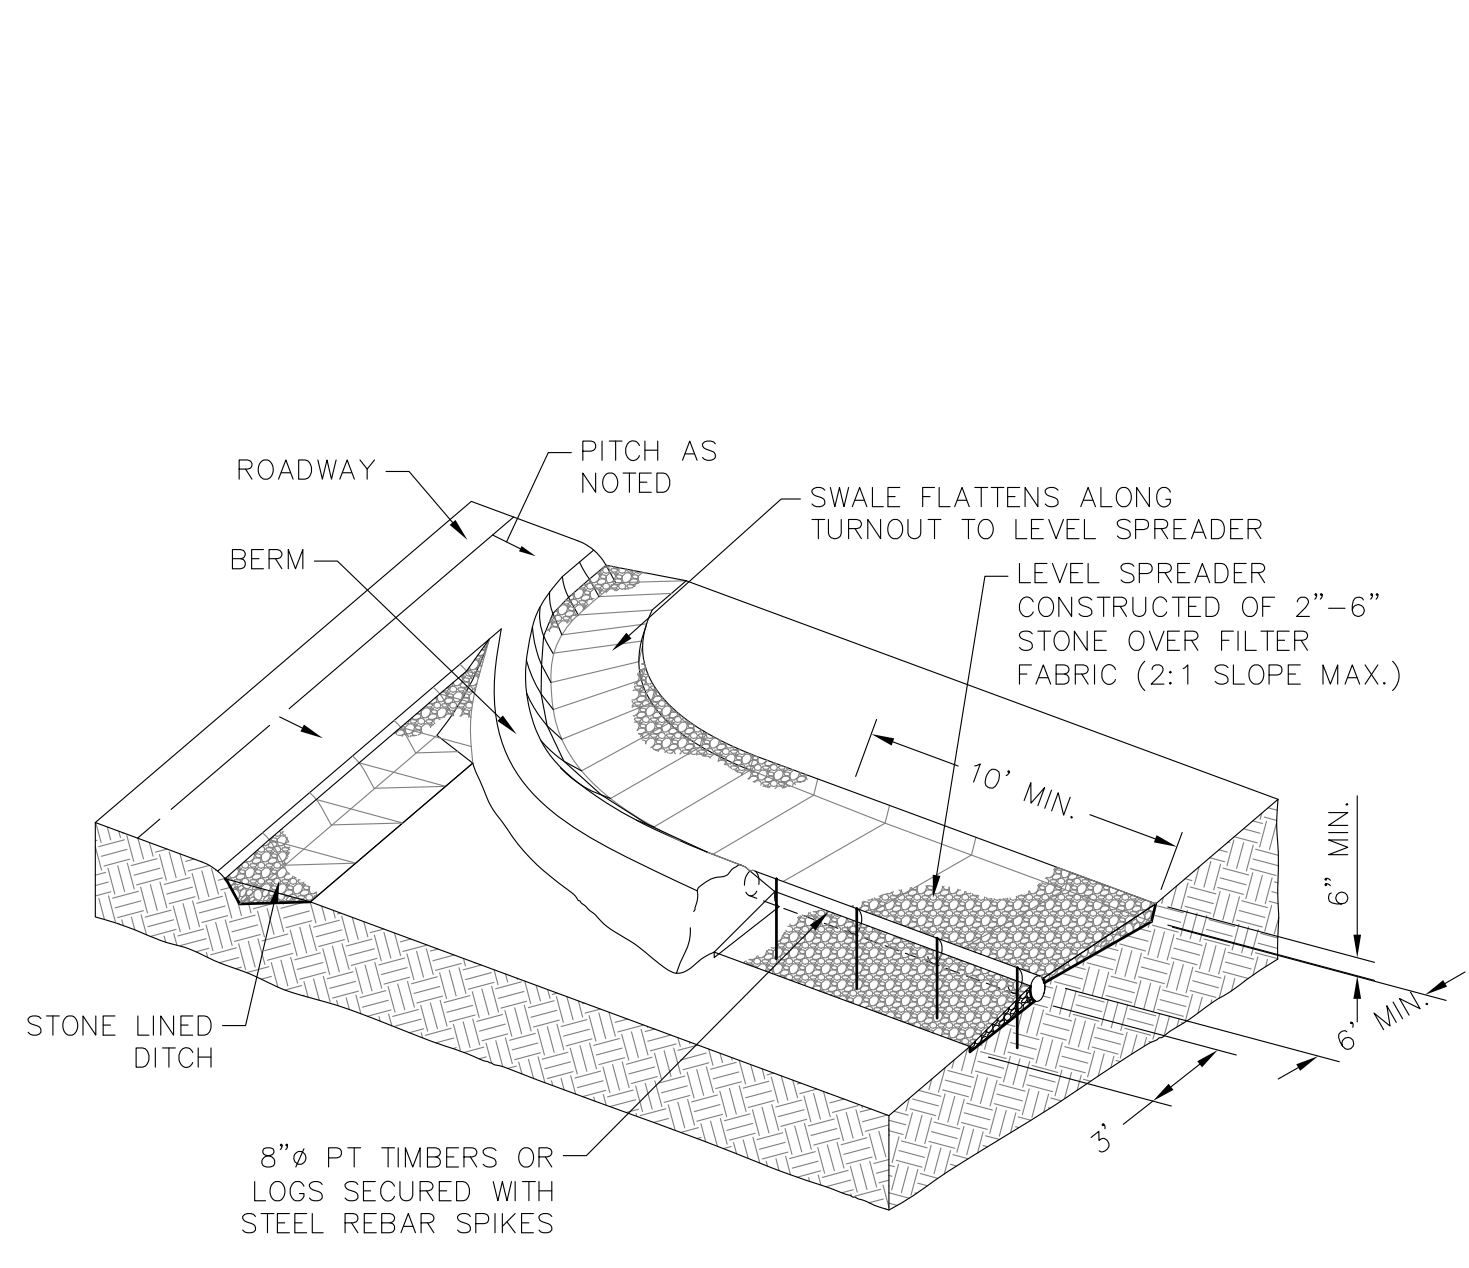 ROADWAY
PITCH AS
NOTED
BERM
SWALE FLATTENS ALONG
TURNOUT TO LEVEL SPREADER
LEVEL SPREADER
CONSTRUCTED OF 2”–6”
STONE OVER FILTER
FABRIC (2:1 SLOPE MAX.)
10' MIN.
6” MIN.
6' MIN.
3'
STONE LINED
DITCH
8”ø PT TIMBERS OR
LOGS SECURED WITH
STEEL REBAR SPIKES